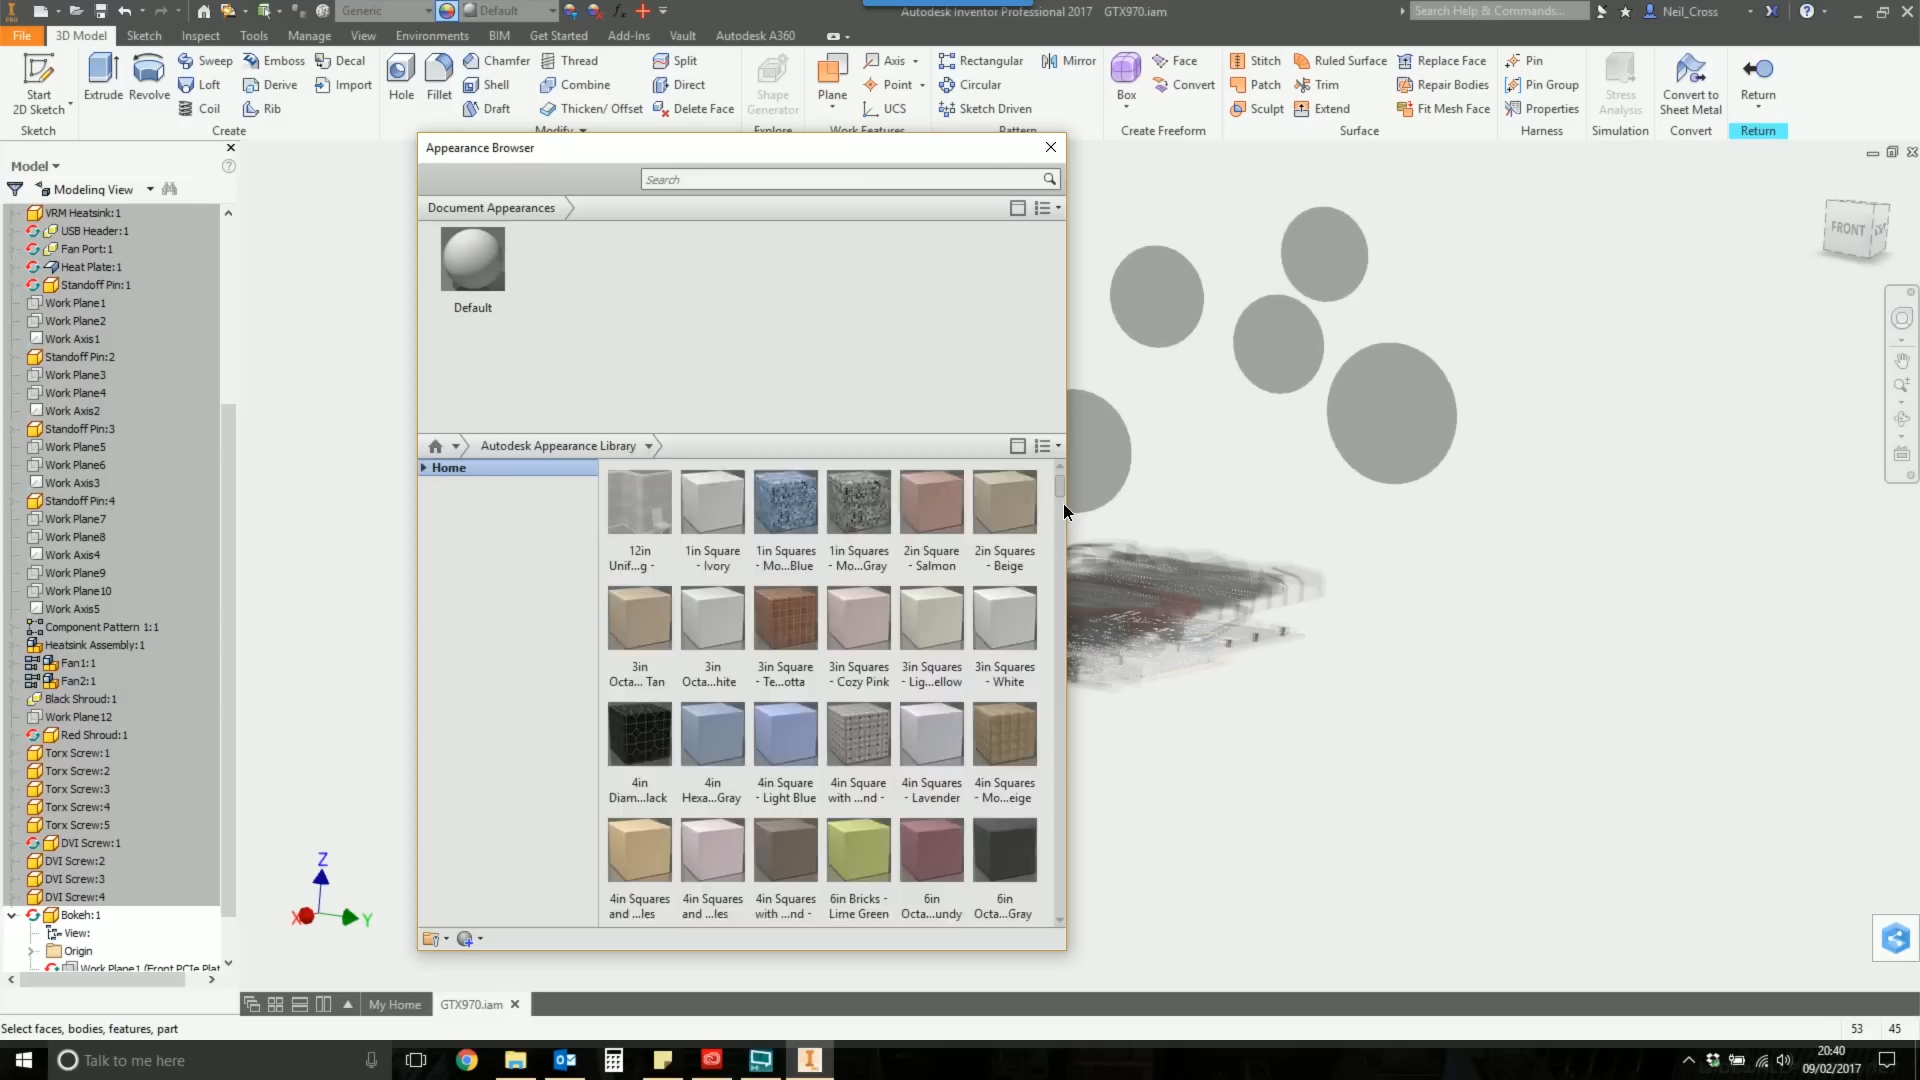 Generic
Default
Autodesk Inventor Professional 2017 GTX970.iam
Search Help & Commands...
Neil_Cross
File 3D Model Sketch Inspect Tools Manage View Environments BIM Get Started Add-Ins Vault Autodesk A360
Start
2D Sketch
Extrude
Revolve
Sweep
Loft
Coil
Emboss
Derive
Rib
Decal
Import
Hole
Fillet
Chamfer
Shell
Draft
Thread
Combine
Thicken/ Offset
Split
Direct
Delete Face
Shape
Generator
Plane
Axis
Point
UCS
Rectangular
Circular
Sketch Driven
Mirror
Box
Face
Convert
Stitch
Patch
Sculpt
Ruled Surface
Trim
Extend
Replace Face
Repair Bodies
Fit Mesh Face
Pin
Pin Group
Properties
Stress
Analysis
Convert to
Sheet Metal
Return
Sketch
Create
Modify
Explore
Work Features
Pattern
Create Freeform
Surface
Harness
Simulation
Convert
Return
Model
Modeling View
VRM Heatsink:1
USB Header:1
Fan Port:1
Heat Plate:1
Standoff Pin:1
Work Plane1
Work Plane2
Work Axis1
Standoff Pin:2
Work Plane3
Work Plane4
Work Axis2
Standoff Pin:3
Work Plane5
Work Plane6
Work Axis3
Standoff Pin:4
Work Plane7
Work Plane8
Work Axis4
Work Plane9
Work Plane10
Work Axis5
Component Pattern 1:1
Heatsink Assembly:1
Fan1:1
Fan2:1
Black Shroud:1
Work Plane12
Red Shroud:1
Torx Screw:1
Torx Screw:2
Torx Screw:3
Torx Screw:4
Torx Screw:5
DVI Screw:1
DVI Screw:2
DVI Screw:3
DVI Screw:4
Bokeh:1
View:
Origin
Work Plane1 (Front PCIe Plat
Appearance Browser
Search
Document Appearances
Default
Autodesk Appearance Library
Home
12in
Unif...g -
1in Square
- Ivory
1in Squares
- Mo...Blue
1in Squares
- Mo...Gray
2in Square
- Salmon
2in Squares
- Beige
3in
Octa... Tan
3in
Octa...hite
3in Square
- Te...otta
3in Squares
- Cozy Pink
3in Squares
- Lig...ellow
3in Squares
- White
4in
Diam...lack
4in
Hexa...Gray
4in Square
- Light Blue
4in Square
with ...nd -
4in Squares
- Lavender
4in Squares
- Mo...eige
4in Squares
and ...les
4in Squares
and ...les
4in Squares
with ...nd -
6in Bricks -
Lime Green
6in
Octa...undy
6in
Octa...Gray
FRONT
Z
X
Y
My Home
GTX970.iam
Select faces, bodies, features, part
53 45
Talk to me here
20:40
09/02/2017